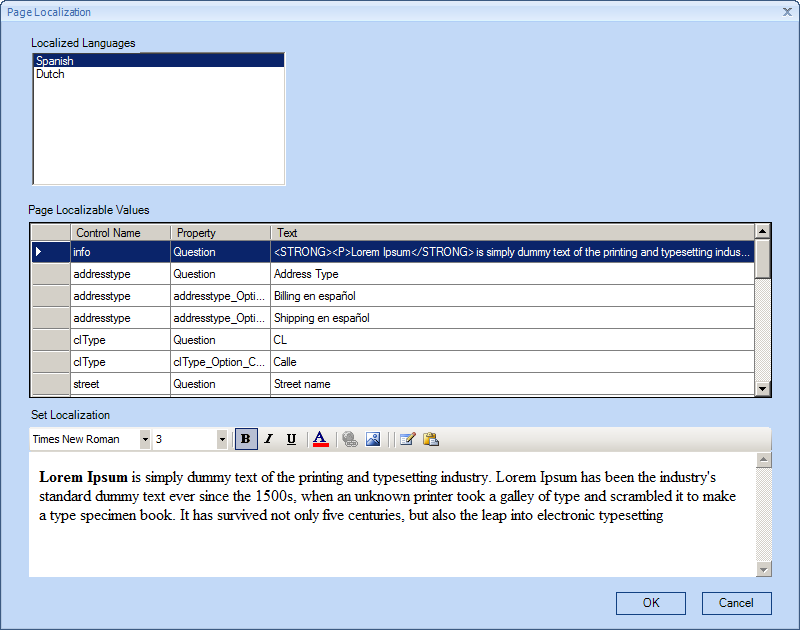 Page Localization
Localized Languages
Spanish
Dutch
Page Localizable Values
Control Name Property Text
info Question <STRONG><P>Lorem Ipsum</STRONG> is simply dummy text of the printing and typesetting indus...
addresstype Question Address Type
addresstype addresstype_Opti... Billing en español
addresstype addresstype_Opti... Shipping en español
clType Question CL
clType clType_Option_C... Calle
street Question Street name
Set Localization
Times New Roman 3 B I U A
Lorem Ipsum is simply dummy text of the printing and typesetting industry. Lorem Ipsum has been the industry's
standard dummy text ever since the 1500s, when an unknown printer took a galley of type and scrambled it to make
a type specimen book. It has survived not only five centuries, but also the leap into electronic typesetting
OK Cancel